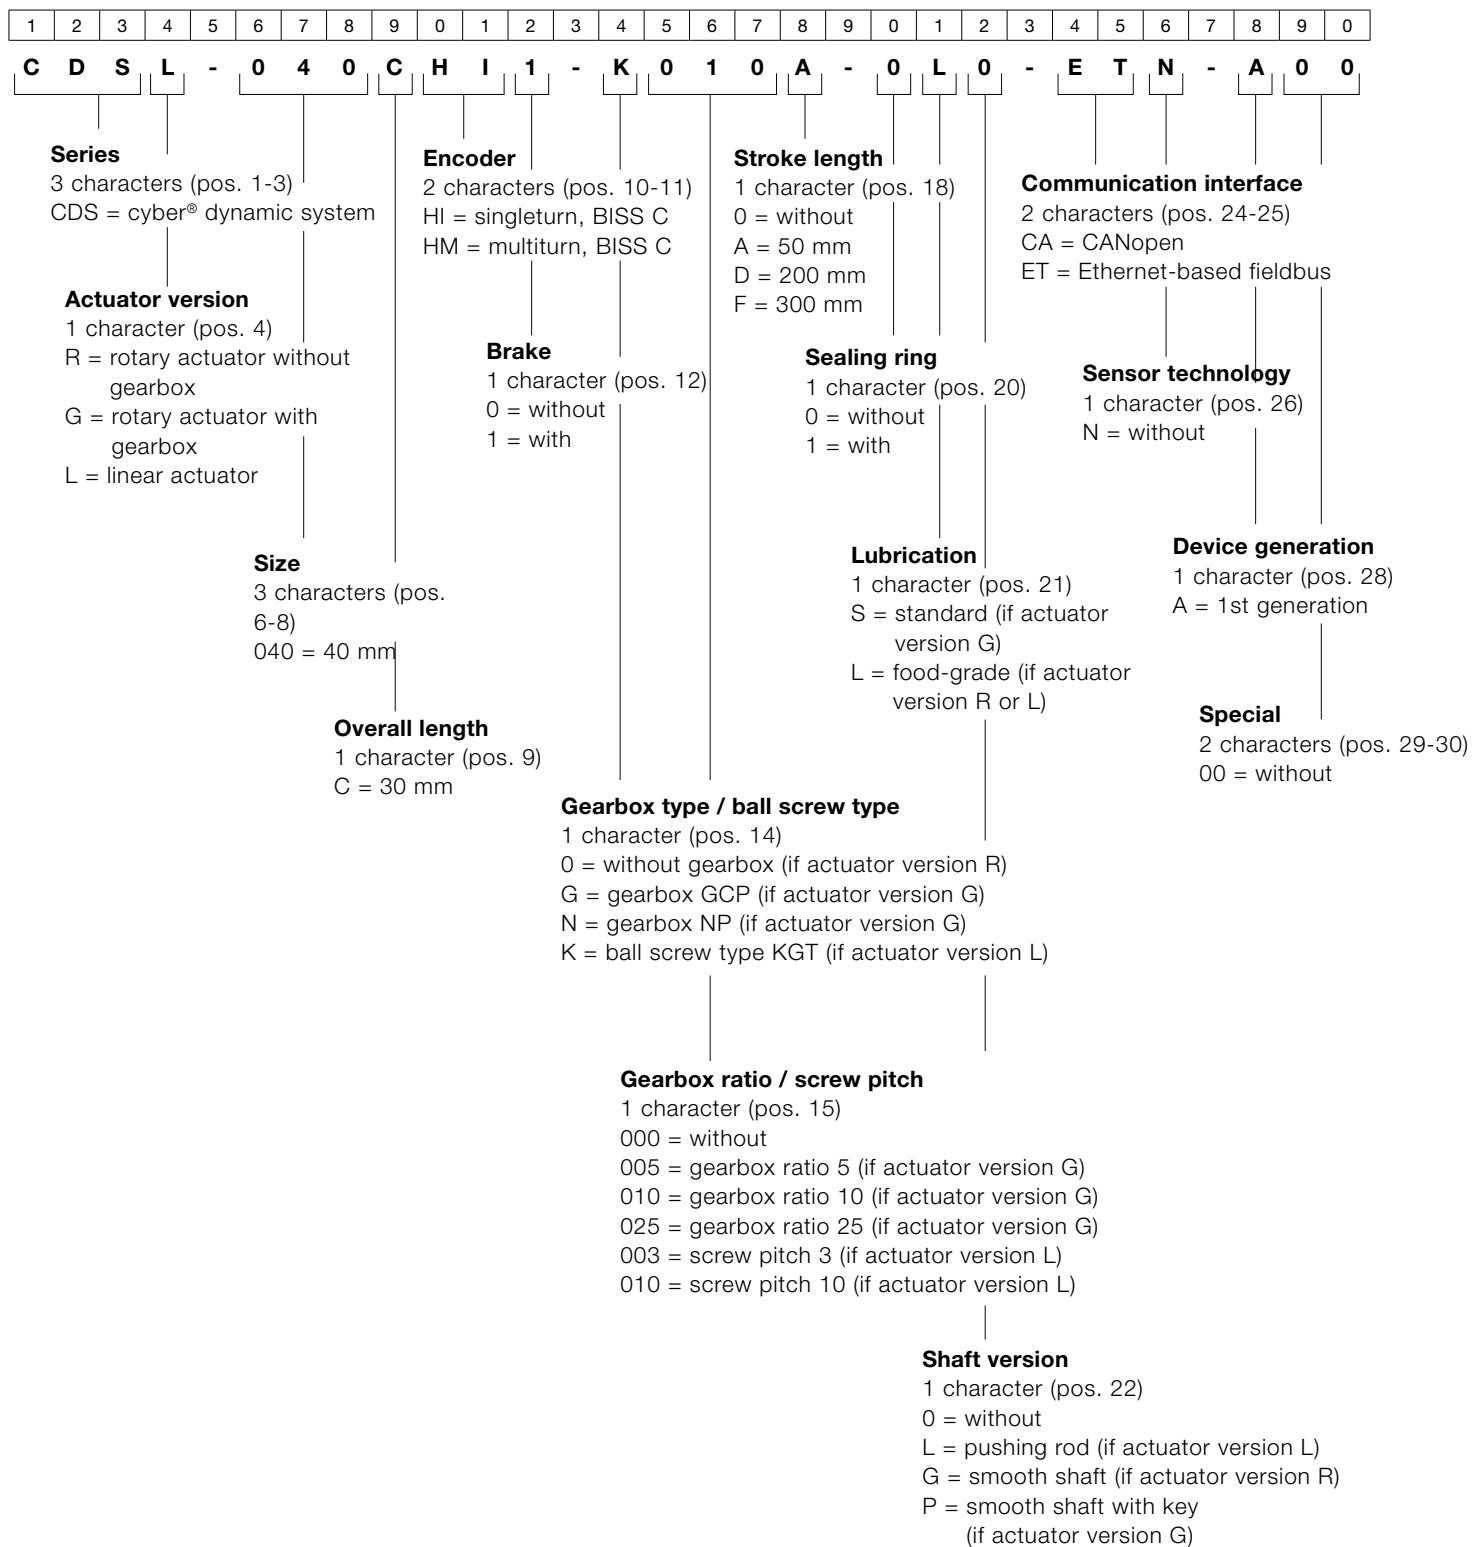 1 2 3 4 5 6 7 8 9 0 1 2 3 4 5 6 7 8 9 0 1 2 3 4 5 6 7 8 9 0
C D S L - 0 4 0 C H I 1 - K 0 1 0 A - 0 L 0 - E T N - A 0 0
Series
3 characters (pos. 1-3)
CDS = cyber® dynamic system
Actuator version
1 character (pos. 4)
R = rotary actuator without
gearbox
G = rotary actuator with
gearbox
L = linear actuator
Size
3 characters (pos.
6-8)
040 = 40 mm
Overall length
1 character (pos. 9)
C = 30 mm
Encoder
2 characters (pos. 10-11)
HI = singleturn, BISS C
HM = multiturn, BISS C
Brake
1 character (pos. 12)
0 = without
1 = with
Gearbox type / ball screw type
1 character (pos. 14)
0 = without gearbox (if actuator version R)
G = gearbox GCP (if actuator version G)
N = gearbox NP (if actuator version G)
K = ball screw type KGT (if actuator version L)
Gearbox ratio / screw pitch
1 character (pos. 15)
000 = without
005 = gearbox ratio 5 (if actuator version G)
010 = gearbox ratio 10 (if actuator version G)
025 = gearbox ratio 25 (if actuator version G)
003 = screw pitch 3 (if actuator version L)
010 = screw pitch 10 (if actuator version L)
Stroke length
1 character (pos. 18)
0 = without
A = 50 mm
D = 200 mm
F = 300 mm
Sealing ring
1 character (pos. 20)
0 = without
1 = with
Lubrication
1 character (pos. 21)
S = standard (if actuator
version G)
L = food-grade (if actuator
version R or L)
Shaft version
1 character (pos. 22)
0 = without
L = pushing rod (if actuator version L)
G = smooth shaft (if actuator version R)
P = smooth shaft with key
(if actuator version G)
Communication interface
2 characters (pos. 24-25)
CA = CANopen
ET = Ethernet-based fieldbus
Sensor technology
1 character (pos. 26)
N = without
Device generation
1 character (pos. 28)
A = 1st generation
Special
2 characters (pos. 29-30)
00 = without